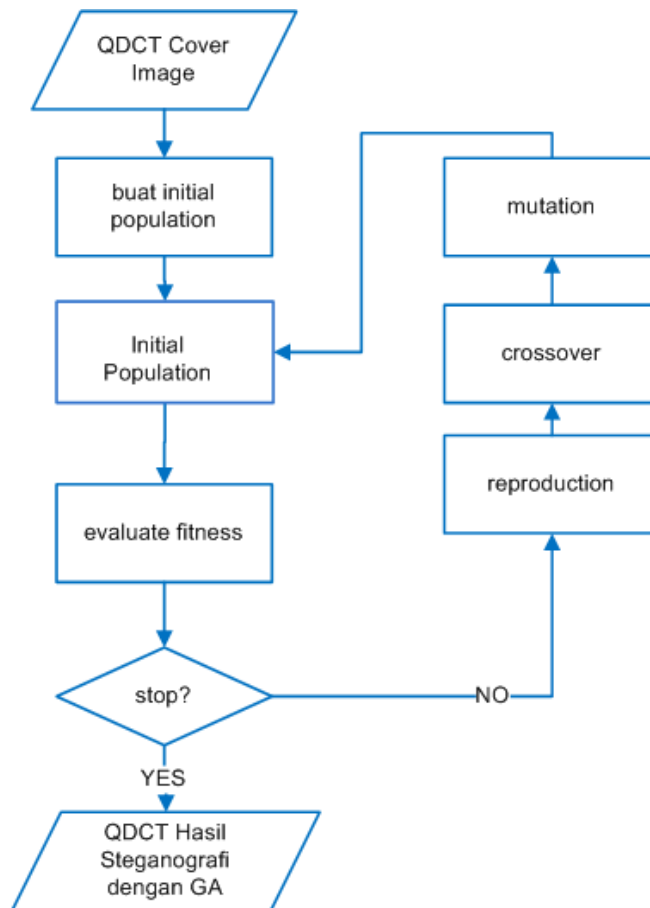 QDCT Cover
Image
buat initial
population
Initial
Population
evaluate fitness
stop?
YES
QDCT Hasil
Steganografi
dengan GA
NO
reproduction
crossover
mutation